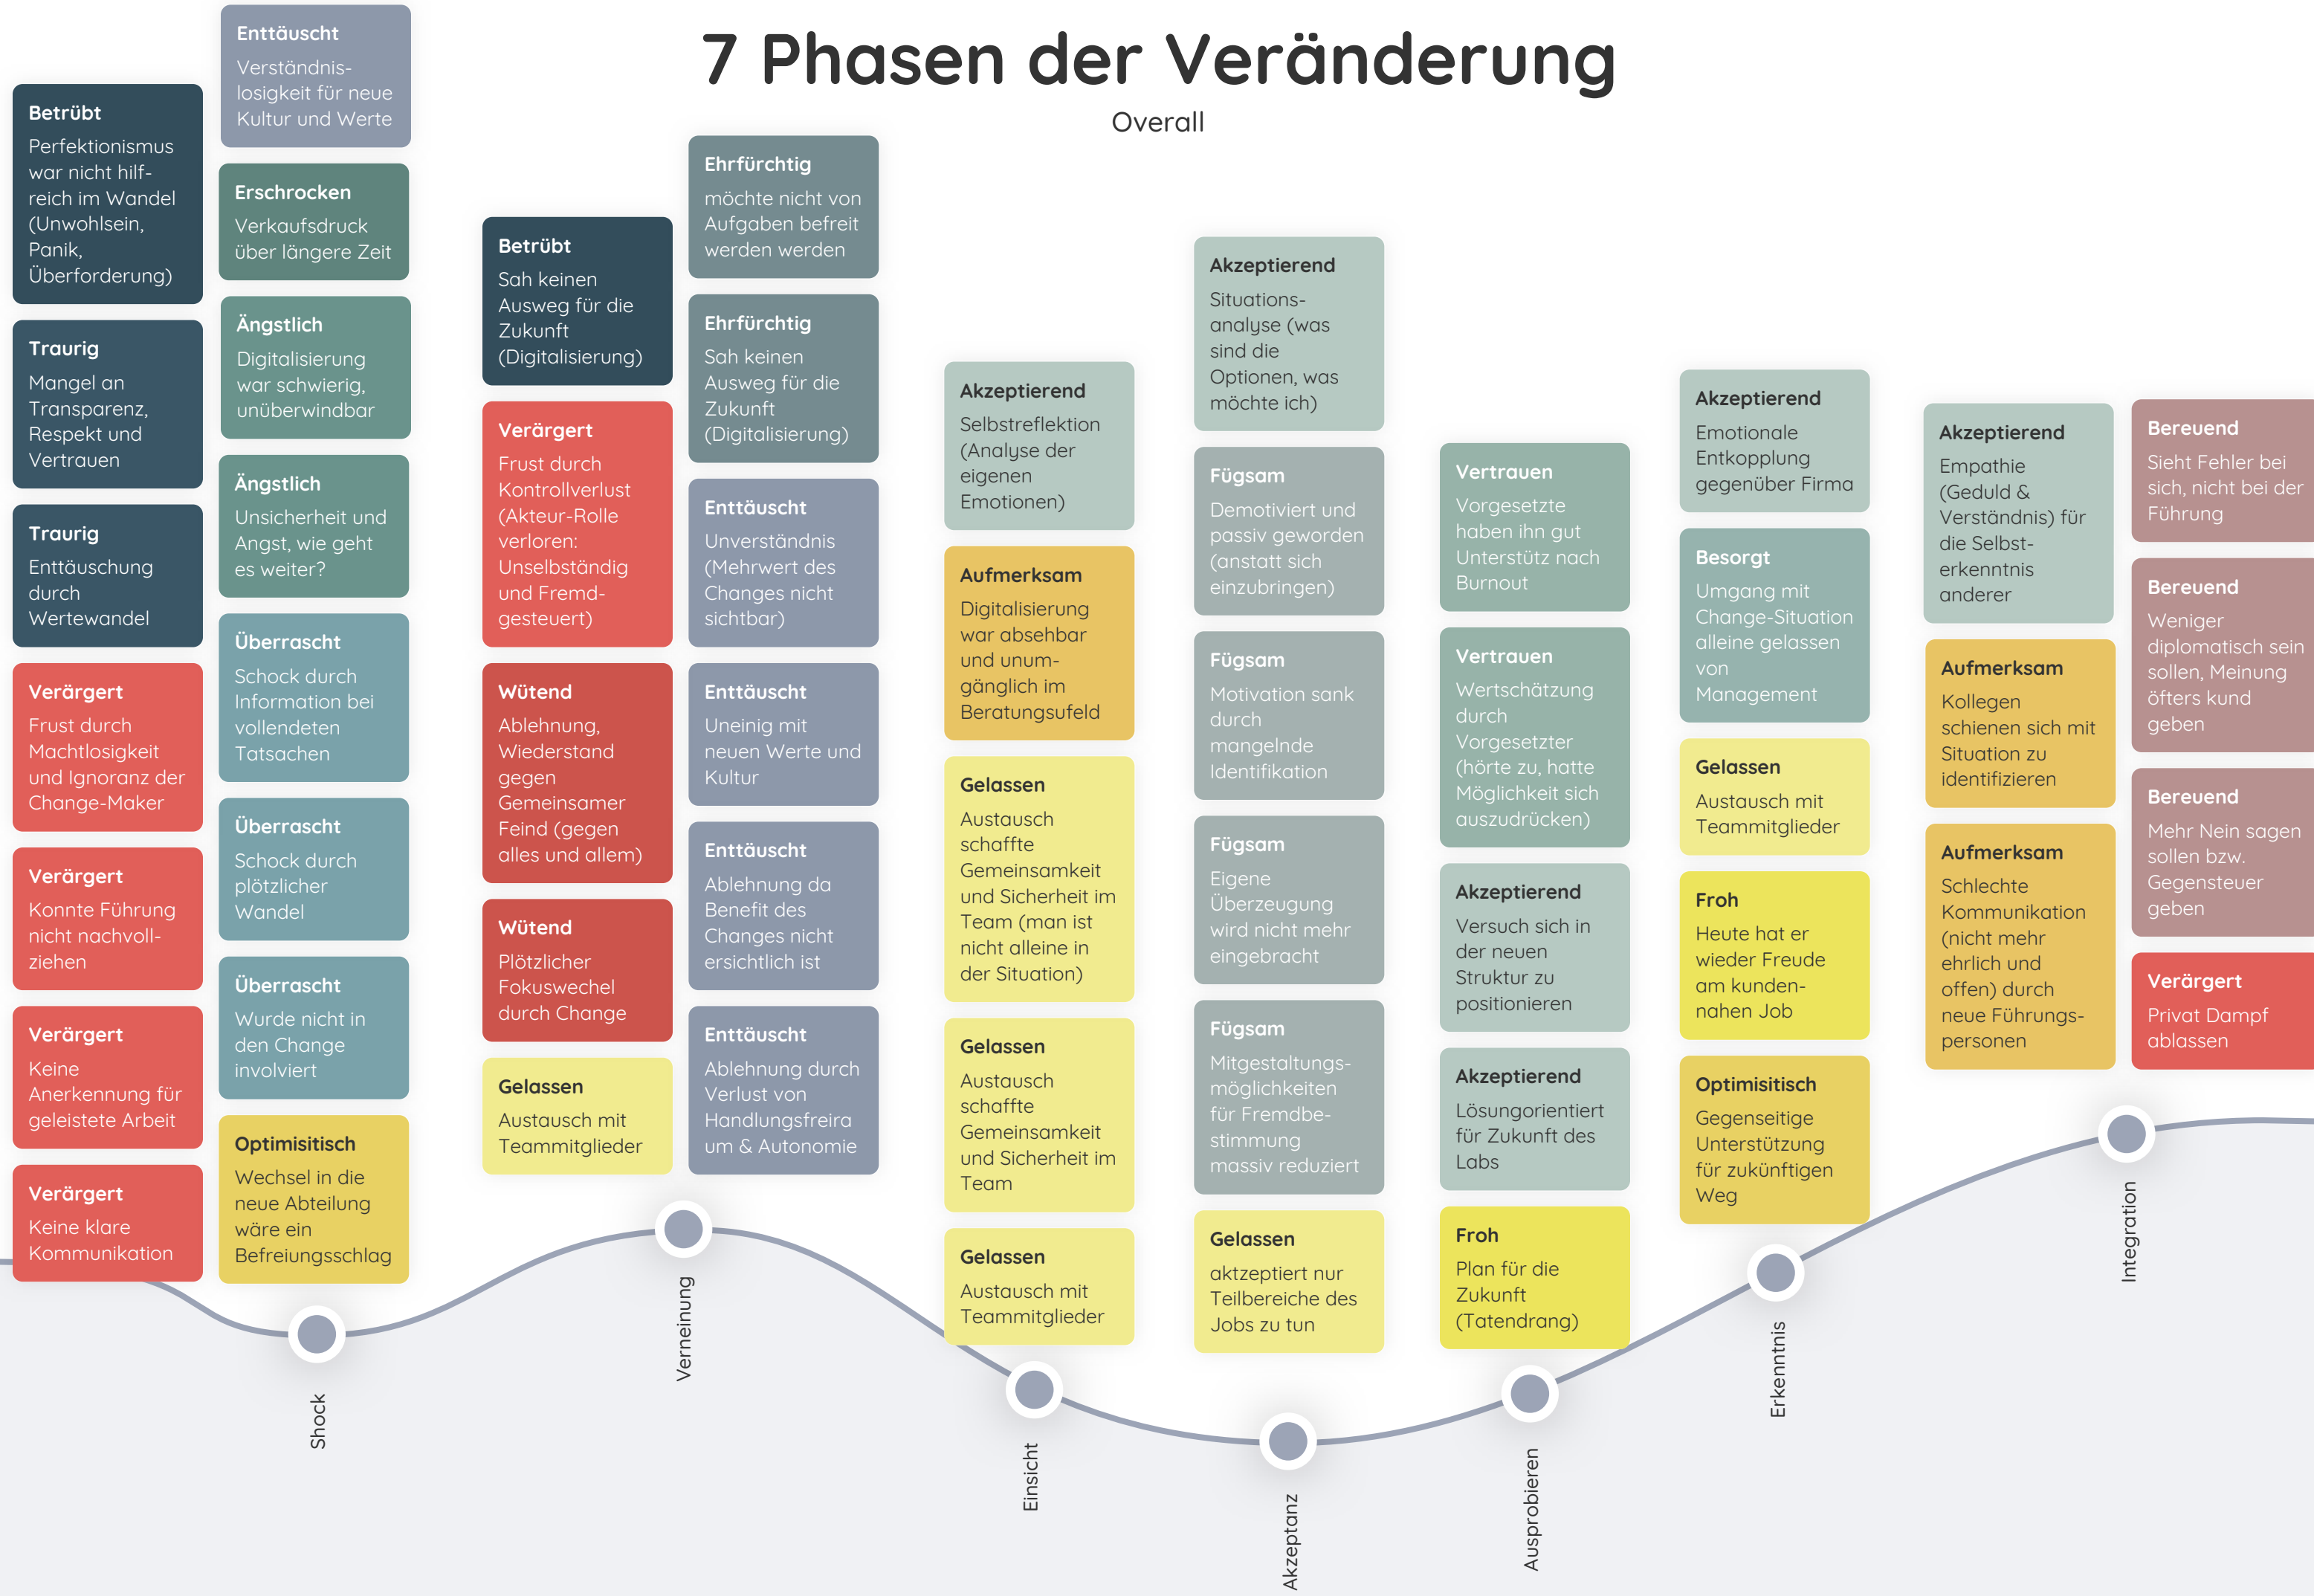 7 Phasen der Veränderung
Overall
Betrübt
Perfektionismus
war nicht hilf-
reich im Wandel
(Unwohlsein,
Panik,
Überforderung)
Traurig
Mangel an
Transparenz,
Respekt und
Vertrauen
Traurig
Enttäuschung
durch
Wertewandel
Verärgert
Frust durch
Machtlosigkeit
und Ignoranz der
Change-Maker
Verärgert
Konnte Führung
nicht nachvoll-
ziehen
Verärgert
Keine
Anerkennung für
geleistete Arbeit
Verärgert
Keine klare
Kommunikation
Enttäuscht
Verständnis-
losigkeit für neue
Kultur und Werte
Erschrocken
Verkaufsdruck
über längere Zeit
Ängstlich
Digitalisierung
war schwierig,
unüberwindbar
Ängstlich
Unsicherheit und
Angst, wie geht
es weiter?
Überrascht
Schock durch
Information bei
vollendeten
Tatsachen
Überrascht
Schock durch
plötzlicher
Wandel
Überrascht
Wurde nicht in
den Change
involviert
Optimisitisch
Wechsel in die
neue Abteilung
wäre ein
Befreiungsschlag
Shock
Betrübt
Sah keinen
Ausweg für die
Zukunft
(Digitalisierung)
Verärgert
Frust durch
Kontrollverlust
(Akteur-Rolle
verloren:
Unselbständig
und Fremd-
gesteuert)
Wütend
Ablehnung,
Wiederstand
gegen
Gemeinsamer
Feind (gegen
alles und allem)
Wütend
Plötzlicher
Fokuswechel
durch Change
Gelassen
Austausch mit
Teammitglieder
Ehrfürchtig
möchte nicht von
Aufgaben befreit
werden werden
Ehrfürchtig
Sah keinen
Ausweg für die
Zukunft
(Digitalisierung)
Enttäuscht
Unverständnis
(Mehrwert des
Changes nicht
sichtbar)
Enttäuscht
Uneinig mit
neuen Werte und
Kultur
Enttäuscht
Ablehnung da
Benefit des
Changes nicht
ersichtlich ist
Enttäuscht
Ablehnung durch
Verlust von
Handlungsfreira
um & Autonomie
Verneinung
Akzeptierend
Selbstreflektion
(Analyse der
eigenen
Emotionen)
Aufmerksam
Digitalisierung
war absehbar
und unum-
gänglich im
Beratungsufeld
Gelassen
Austausch
schaffte
Gemeinsamkeit
und Sicherheit im
Team (man ist
nicht alleine in
der Situation)
Gelassen
Austausch
schaffte
Gemeinsamkeit
und Sicherheit im
Team
Gelassen
Austausch mit
Teammitglieder
Einsicht
Akzeptierend
Situations-
analyse (was
sind die
Optionen, was
möchte ich)
Fügsam
Demotiviert und
passiv geworden
(anstatt sich
einzubringen)
Fügsam
Motivation sank
durch
mangelnde
Identifikation
Fügsam
Eigene
Überzeugung
wird nicht mehr
eingebracht
Fügsam
Mitgestaltungs-
möglichkeiten
für Fremdbe-
stimmung
massiv reduziert
Gelassen
aktzeptiert nur
Teilbereiche des
Jobs zu tun
Akzeptanz
Vertrauen
Vorgesetzte
haben ihn gut
Unterstütz nach
Burnout
Vertrauen
Wertschätzung
durch
Vorgesetzter
(hörte zu, hatte
Möglichkeit sich
auszudrücken)
Akzeptierend
Versuch sich in
der neuen
Struktur zu
positionieren
Akzeptierend
Lösungorientiert
für Zukunft des
Labs
Froh
Plan für die
Zukunft
(Tatendrang)
Ausprobieren
Akzeptierend
Emotionale
Entkopplung
gegenüber Firma
Besorgt
Umgang mit
Change-Situation
alleine gelassen
von
Management
Gelassen
Austausch mit
Teammitglieder
Froh
Heute hat er
wieder Freude
am kunden-
nahen Job
Optimisitisch
Gegenseitige
Unterstützung
für zukünftigen
Weg
Erkenntnis
Akzeptierend
Empathie
(Geduld &
Verständnis) für
die Selbst-
erkenntnis
anderer
Aufmerksam
Kollegen
schienen sich mit
Situation zu
identifizieren
Aufmerksam
Schlechte
Kommunikation
(nicht mehr
ehrlich und
offen) durch
neue Führungs-
personen
Bereuend
Sieht Fehler bei
sich, nicht bei der
Führung
Bereuend
Weniger
diplomatisch sein
sollen, Meinung
öfters kund
geben
Bereuend
Mehr Nein sagen
sollen bzw.
Gegensteuer
geben
Verärgert
Privat Dampf
ablassen
Integration